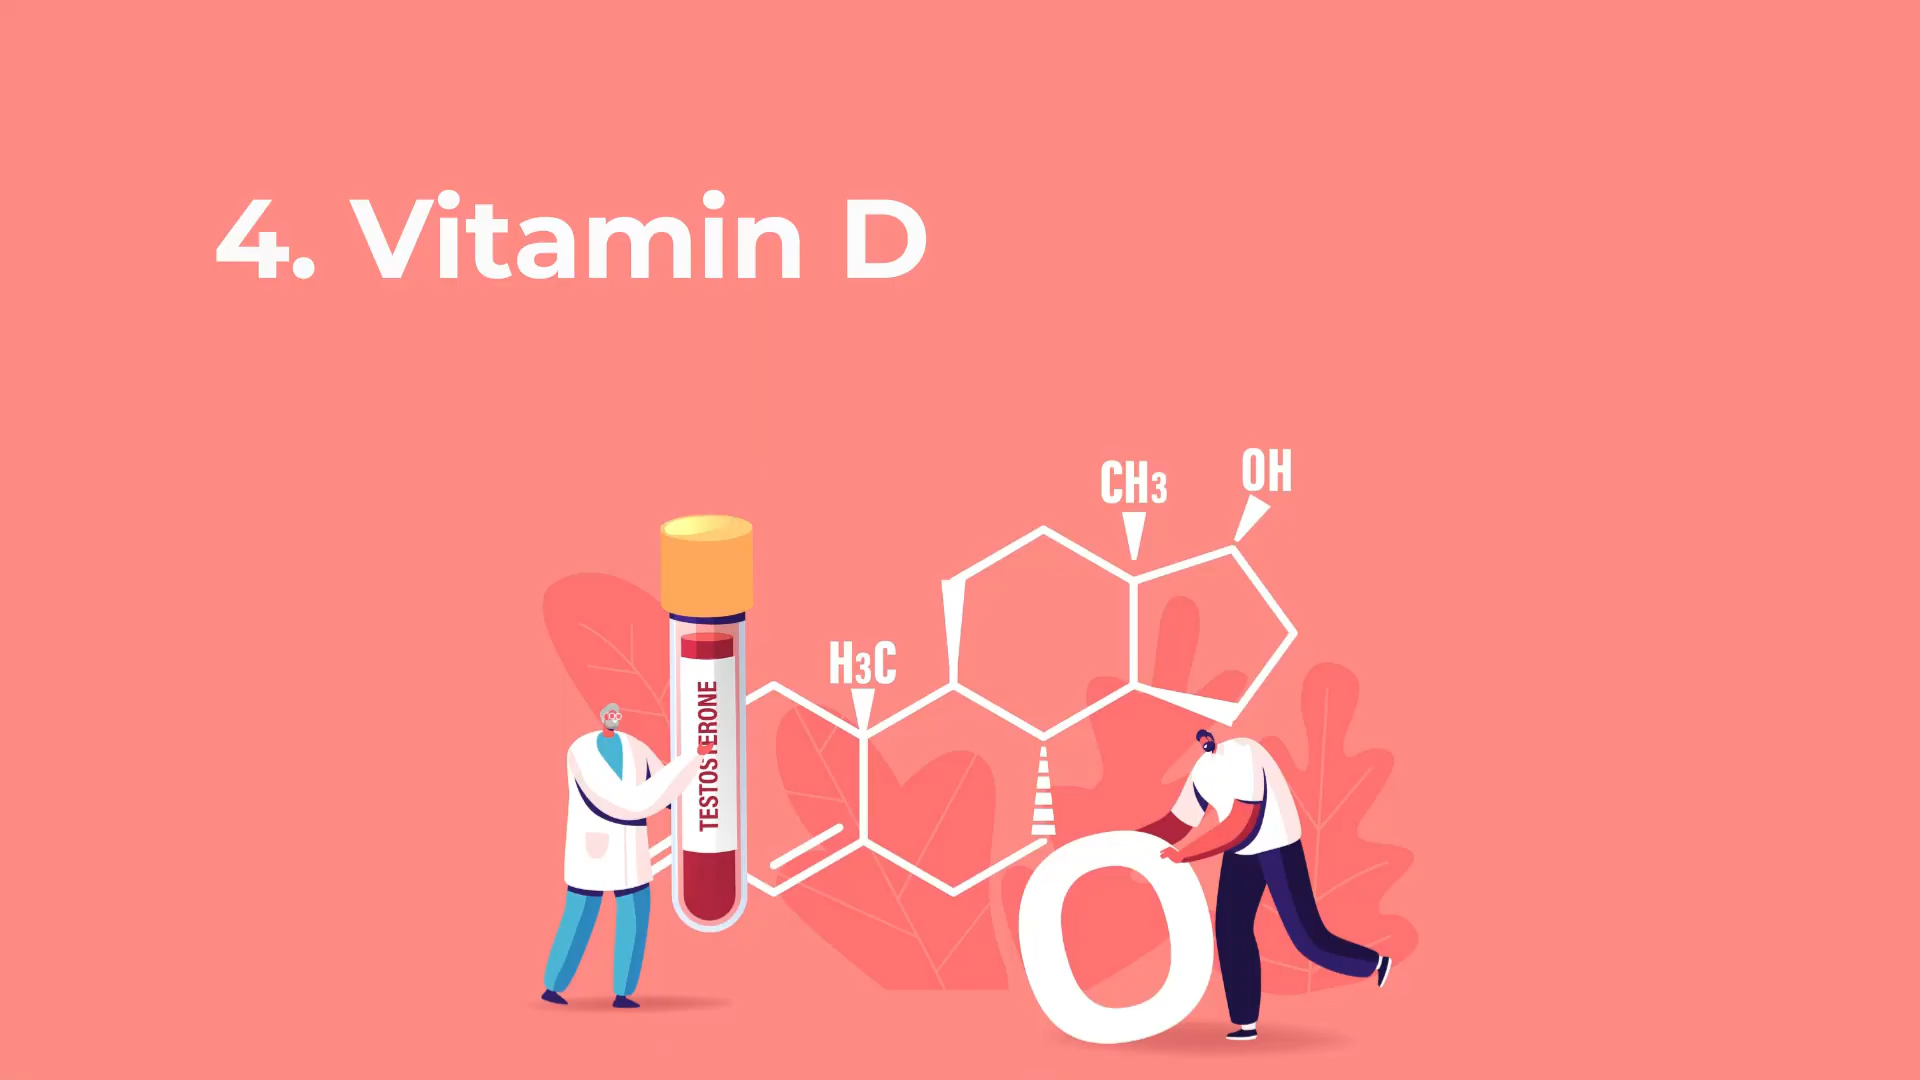 4. Vitamin D
CH3
OH
H3C
TESTOSTERONE
O